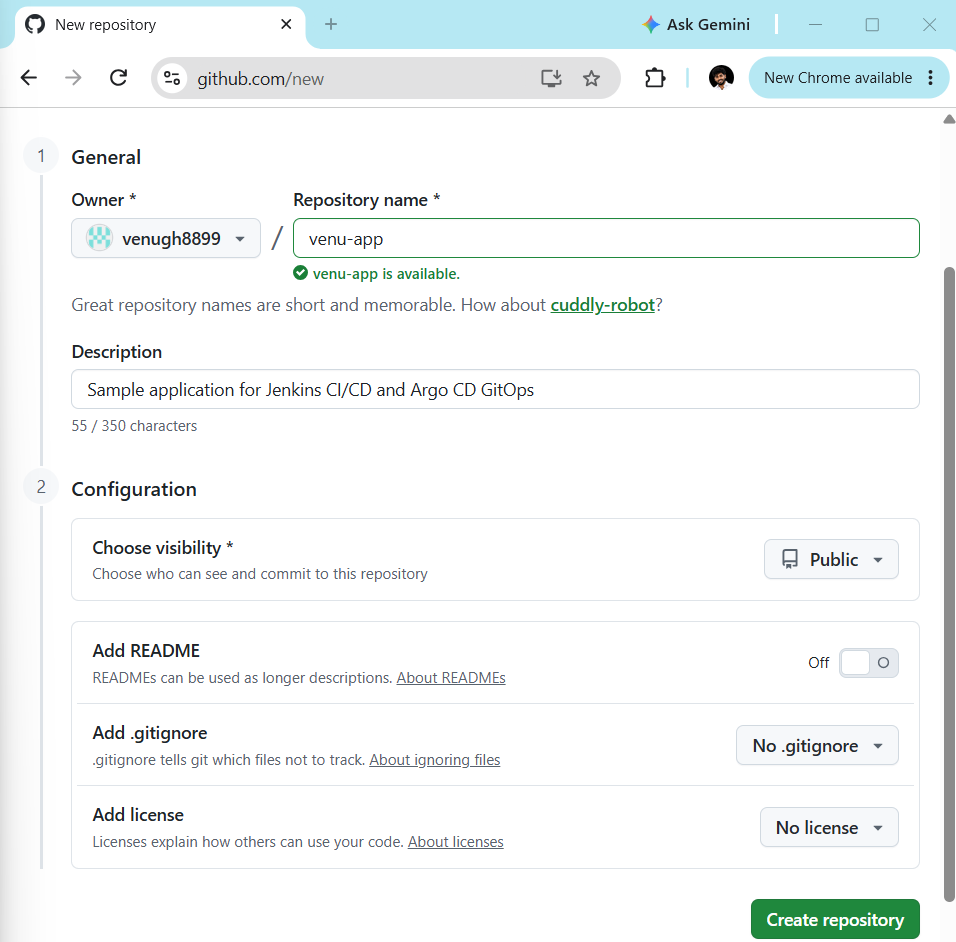 New repository
Ask Gemini
github.com/new
New Chrome available
1
General
Owner *
Repository name *
venugh8899
/
venu-app
venu-app is available.
Great repository names are short and memorable. How about cuddly-robot?
Description
Sample application for Jenkins CI/CD and Argo CD GitOps
55 / 350 characters
2
Configuration
Choose visibility *
Choose who can see and commit to this repository
Public
Add README
READMEs can be used as longer descriptions. About READMEs
Off
Add .gitignore
.gitignore tells git which files not to track. About ignoring files
No .gitignore
Add license
Licenses explain how others can use your code. About licenses
No license
Create repository